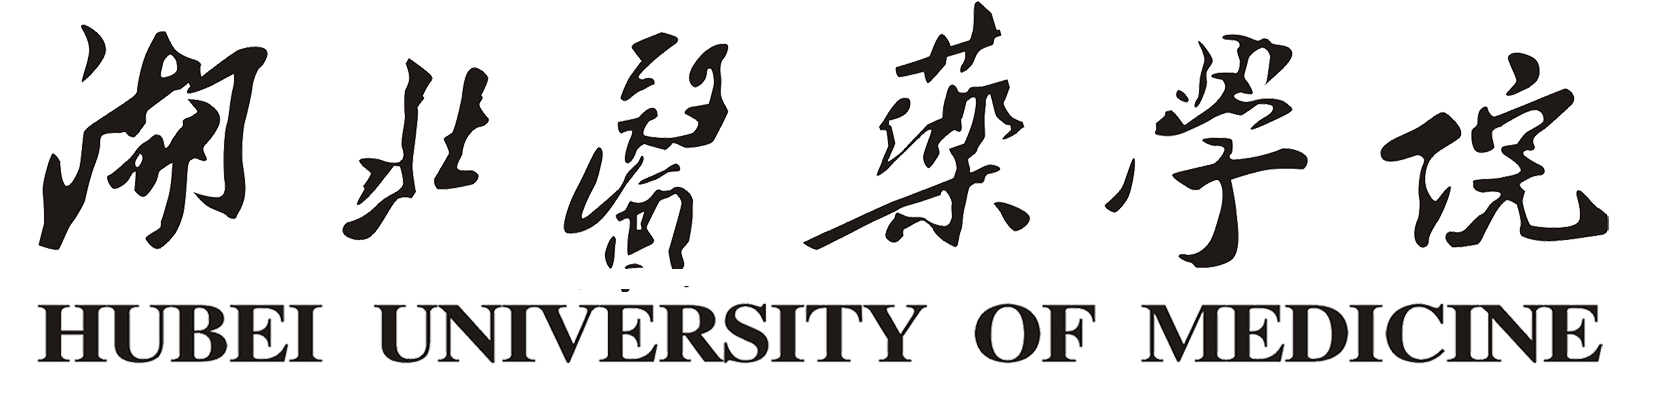 湖北醫藥學院
HUBEI UNIVERSITY OF MEDICINE